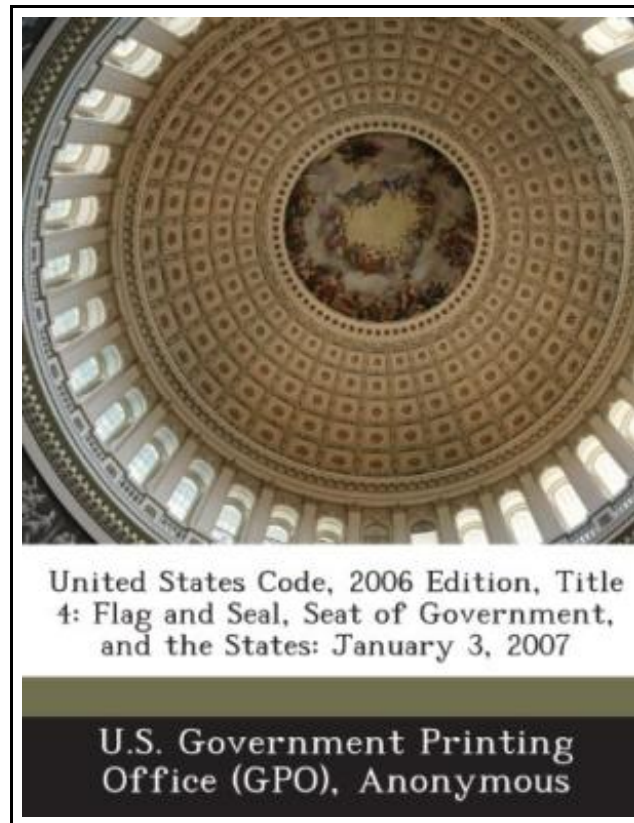 United States Code, 2006 Edition, Title
4: Flag and Seal, Seat of Government,
and the States: January 3, 2007
U.S. Government Printing
Office (GPO), Anonymous